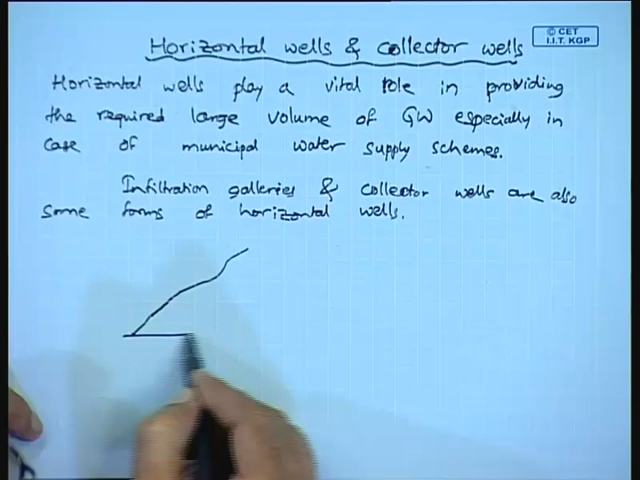 © CET
I.I.T. KGP
Horizontal wells & collector wells
Horizontal wells play a vital role in providing
the required large volume of GW especially in
case of municipal water supply schemes.
Infiltration galleries & collector wells are also
some forms of horizontal wells.